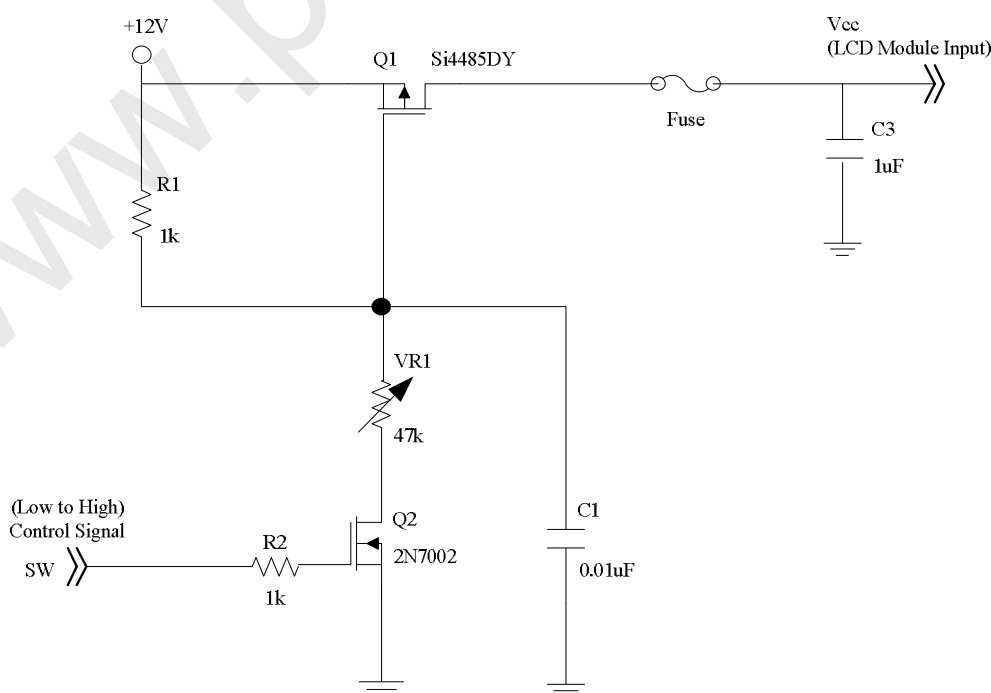 www.p
+12V
Vcc
(LCD Module Input)
Q1
Si4485DY
Fuse
C3
1uF
R1
1k
VR1
47k
(Low to High)
Control Signal
SW
R2
1k
Q2
2N7002
C1
0.01uF